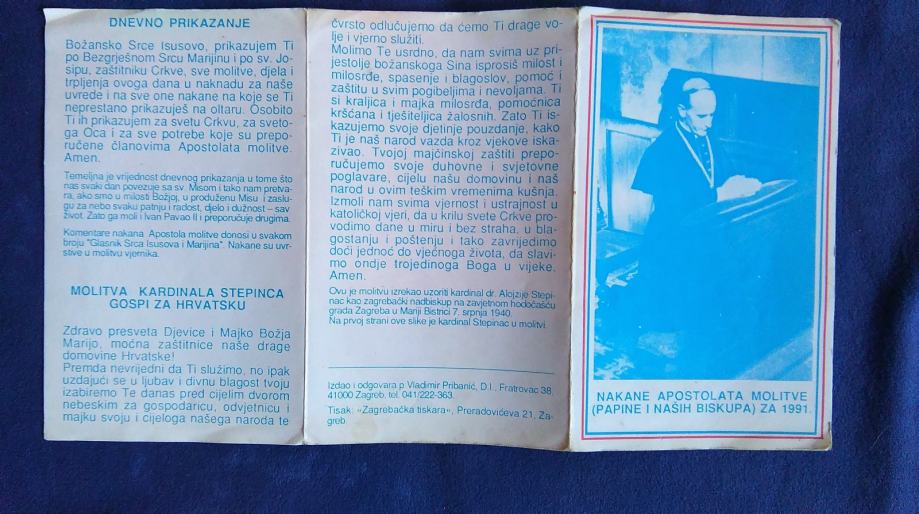 DNEVNO PRIKAZANJE
Božansko Srce Isusovo, prikazujem Ti
po Bezgrješnom Srcu Marijinu i po sv. Jo-
sipu, zaštitniku Crkve, sve molitve, djela i
trpljenja ovoga dana u naknadu za naše
uvrede i na sve one nakane na koje se Ti
neprestano prikazuješ na oltaru. Osobito
Ti ih prikazujem za svetu Crkvu, za sveto-
ga Oca i za sve potrebe koje su prepo-
ručene članovima Apostolata molitve.
Amen.
Temeljna je vrijednost dnevnog prikazanja u tome što
nas svaki dan povezuje sa sv. Misom i tako nam pretva-
ra, ako smo u milosti Božjoj, u produženu Misu i zaslu-
gu za nebo svaku patnju i radost, djelo i dužnost – sav
život. Zato ga moli i Ivan Pavao II i preporučuje drugima.
Komentare nakana Apostola molitve donosi u svakom
broju "Glasnik Srca Isusova i Marijina". Nakane su uvr-
stive u molitvu vjernika.
MOLITVA KARDINALA STEPINCA
GOSPI ZA HRVATSKU
Zdravo presveta Djevice i Majko Božja
Marijo, moćna zaštitnice naše drage
domovine Hrvatske!
Premda nevrijedni da Ti služimo, no ipak
uzdajući se u ljubav i divnu blagost tvoju
izabiremo Te danas pred cijelim dvorom
nebeskim za gospodaricu, odvjetnicu i
majku svoju i cijeloga našega naroda te
čvrsto odlučujemo da ćemo Ti drage vo-
lje i vjerno služiti.
Molimo Te usrdno, da nam svima uz pri-
jestolje božanskoga Sina isprosiš milost i
milosrđe, spasenje i blagoslov, pomoć i
zaštitu u svim pogibeljima i nevoljama. Ti
si kraljica i majka milosrđa, pomoćnica
kršćana i tješiteljica žalosnih. Zato Ti is-
kazujemo svoje djetinje pouzdanje, kako
Ti je naš narod vazda kroz vjekove iska-
zivao. Tvojoj majčinskoj zaštiti prepo-
ručujemo svoje duhovne i svjetovne
poglavare, cijelu našu domovinu i naš
narod u ovim teškim vremenima kušnja.
Izmoli nam svima vjernost i ustrajnost u
katoličkoj vjeri, da u krilu svete Crkve pro-
vodimo dane u miru i bez straha, u bla-
gostanju i poštenju i tako zavrijedimo
doći jednoć do vječnoga života, da slavi-
mo ondje trojedinoga Boga u vijeke.
Amen.
Ovu je molitvu izrekao uzoriti kardinal dr. Alojzije Stepi-
nac kao zagrebački nadbiskup na zavjetnom hodočašću
grada Zagreba u Mariji Bistrici 7. srpnja 1940.
Na prvoj strani ove slike je kardinal Stepinac u molitvi.
Izdao i odgovara p Vladimir Pribanić, D.I., Fratrovac 38,
41000 Zagreb, tel. 041/222-363.
Tisak: «Zagrebačka tiskara», Preradovićeva 21, Za-
greb.
NAKANE APOSTOLATA MOLITVE
(PAPINE I NAŠIH BISKUPA) ZA 1991.